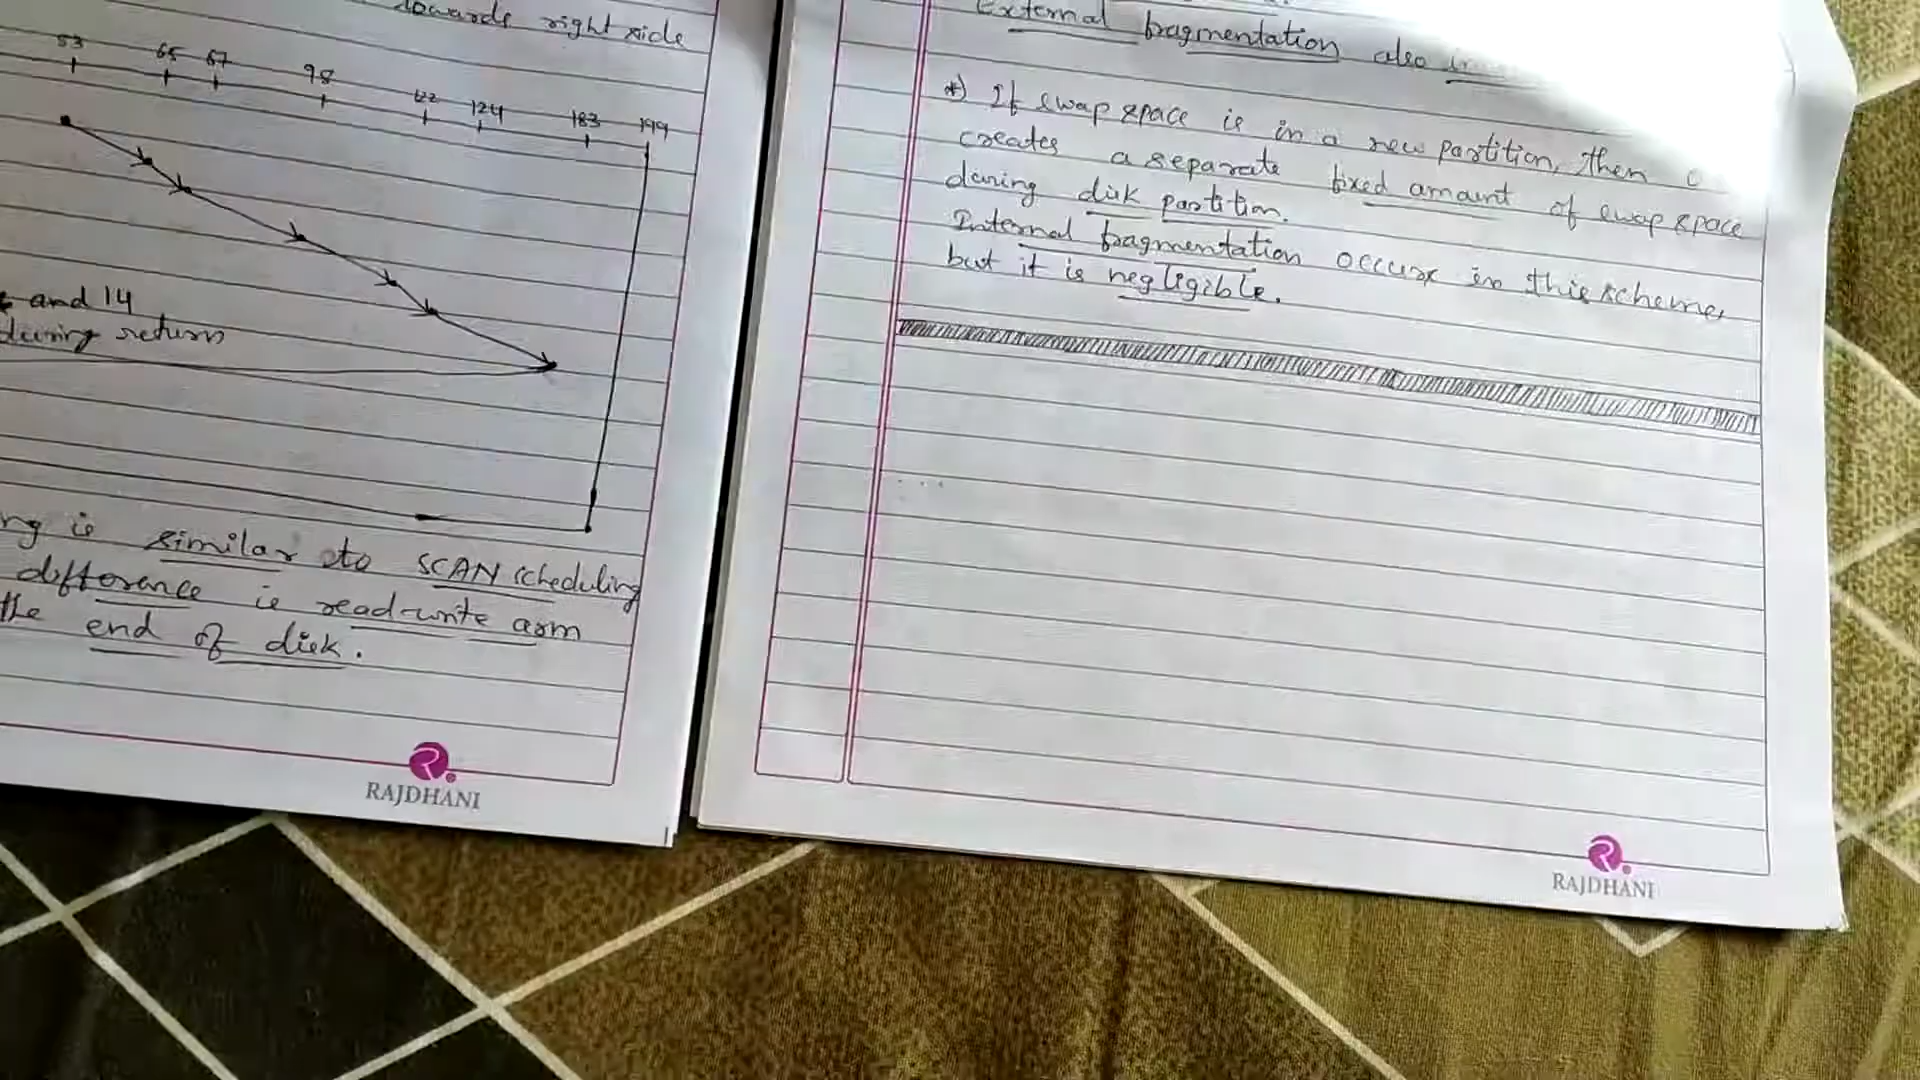 towards right side
53 65 67 98 122 124 183 199
and 14
during return
ng is similar to SCAN scheduling
difference is read-write arm
the end of disk.
RAJDHANI
External fragmentation also
*) If swap space is in a new partition, then
creates a separate fixed amount of swap space
during disk partition.
Internal fragmentation occurs in this scheme,
but it is negligible.
RAJDHANI